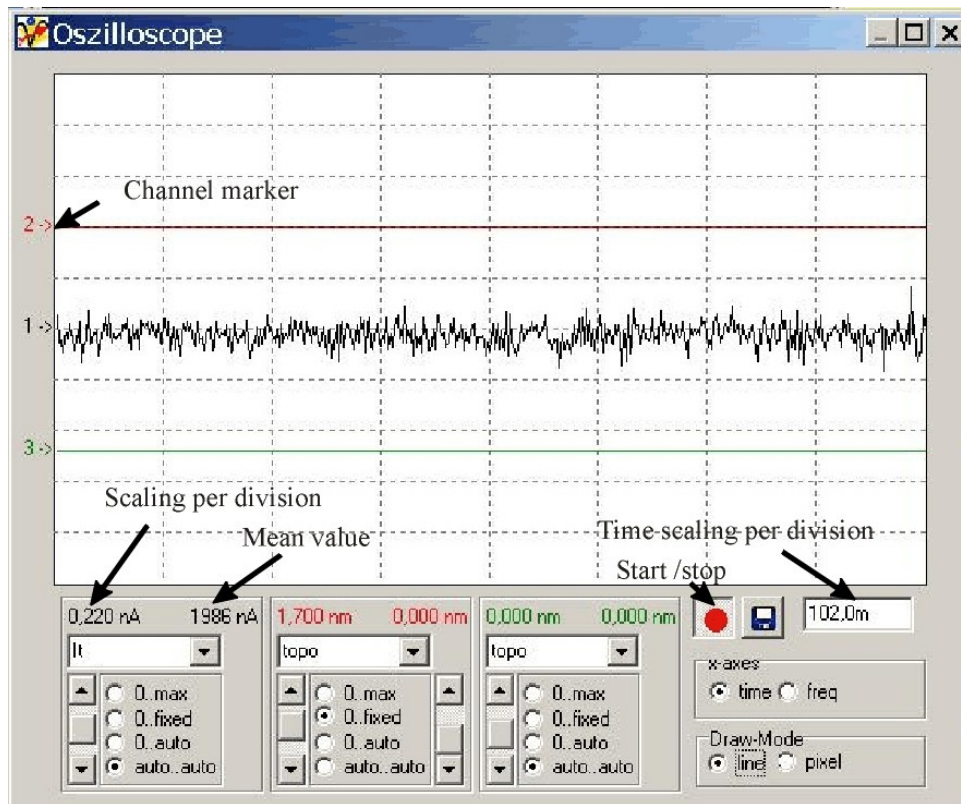 Oszilloscope
Channel marker
2 ->
1 ->
3 ->
Scaling per division
Mean value
Time scaling per division
Start /stop
0,220 nA 1986 nA
1,700 nm 0,000 nm
0,000 nm 0,000 nm
102,0m
It
topo
topo
0..max
0..fixed
0..auto
auto..auto
0..max
0..fixed
0..auto
auto..auto
0..max
0..fixed
0..auto
auto..auto
x-axes
time freq
Draw-Mode
line pixel